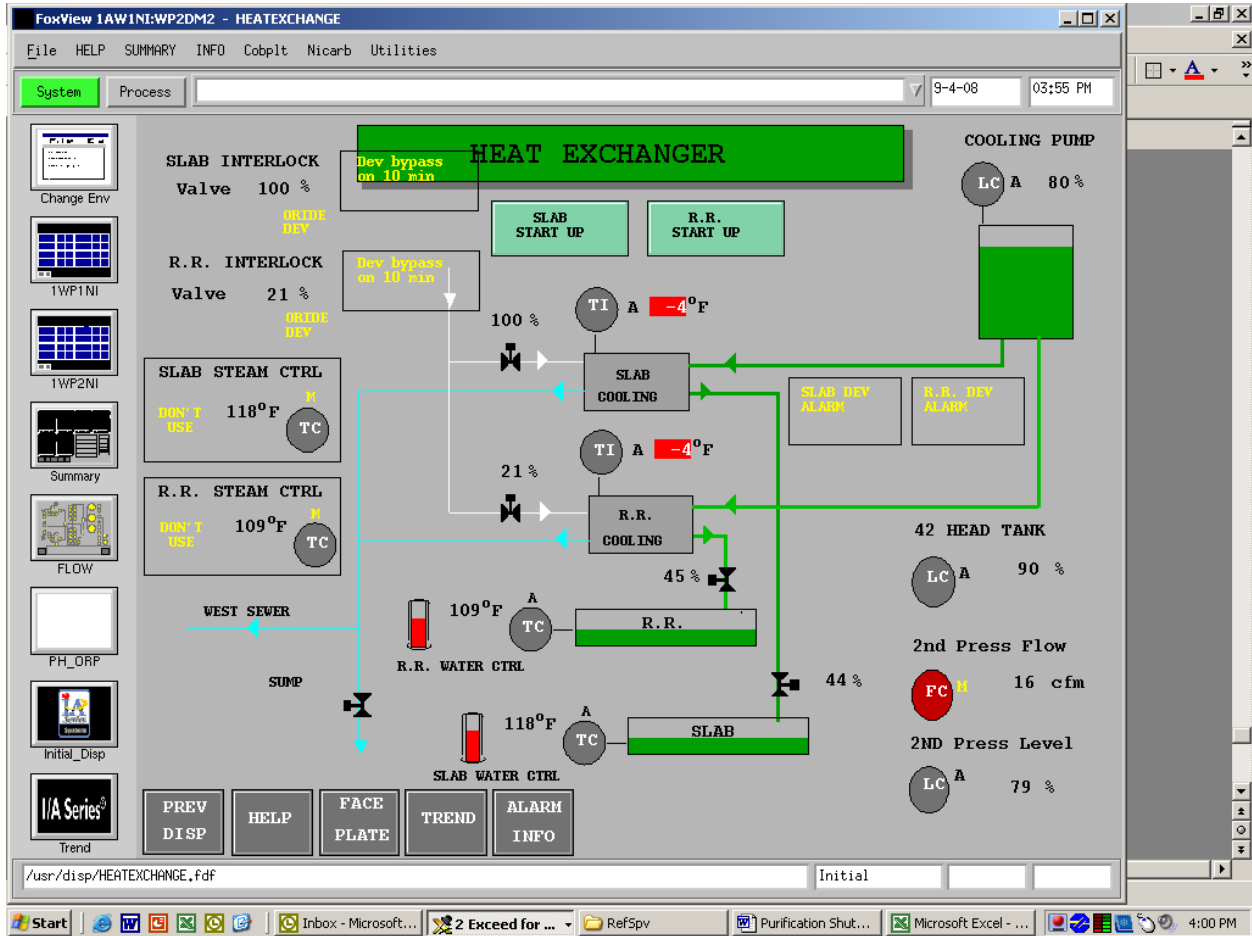 FoxView 1AW1NI:WP2DM2 - HEATEXCHANGE
File HELP SUMMARY INFO Cobplt Nicarb Utilities
System Process 9-4-08 03:55 PM
Change Env
1WP1NI
1WP2NI
Summary
FLOW
PH_ORP
Initial_Disp
I/A Series®
Trend
HEAT EXCHANGER
SLAB INTERLOCK
Valve 100 %
Dev bypass
on 10 min
ORIDE
DEV
R.R. INTERLOCK
Valve 21 %
Dev bypass
on 10 min
ORIDE
DEV
SLAB
START UP
R.R.
START UP
COOLING PUMP
LC A 80 %
100 %
TI A -4°F
SLAB
COOLING
SLAB STEAM CTRL
M
DON'T
USE
118°F
TC
SLAB DEV
ALARM
R.R. DEV
ALARM
21 %
TI A -4°F
R.R.
COOLING
R.R. STEAM CTRL
M
DON'T
USE
109°F
TC
45 %
42 HEAD TANK
LC A 90 %
WEST SEWER
109°F
A
TC
R.R.
R.R. WATER CTRL
2nd Press Flow
FC M 16 cfm
SUMP
44 %
118°F
A
TC
SLAB
SLAB WATER CTRL
2ND Press Level
LC A 79 %
PREV
DISP
HELP
FACE
PLATE
TREND
ALARM
INFO
/usr/disp/HEATEXCHANGE.fdf Initial
Start Inbox - Microsoft... 2 Exceed for ... RefSpv Purification Shut... Microsoft Excel - ... 4:00 PM